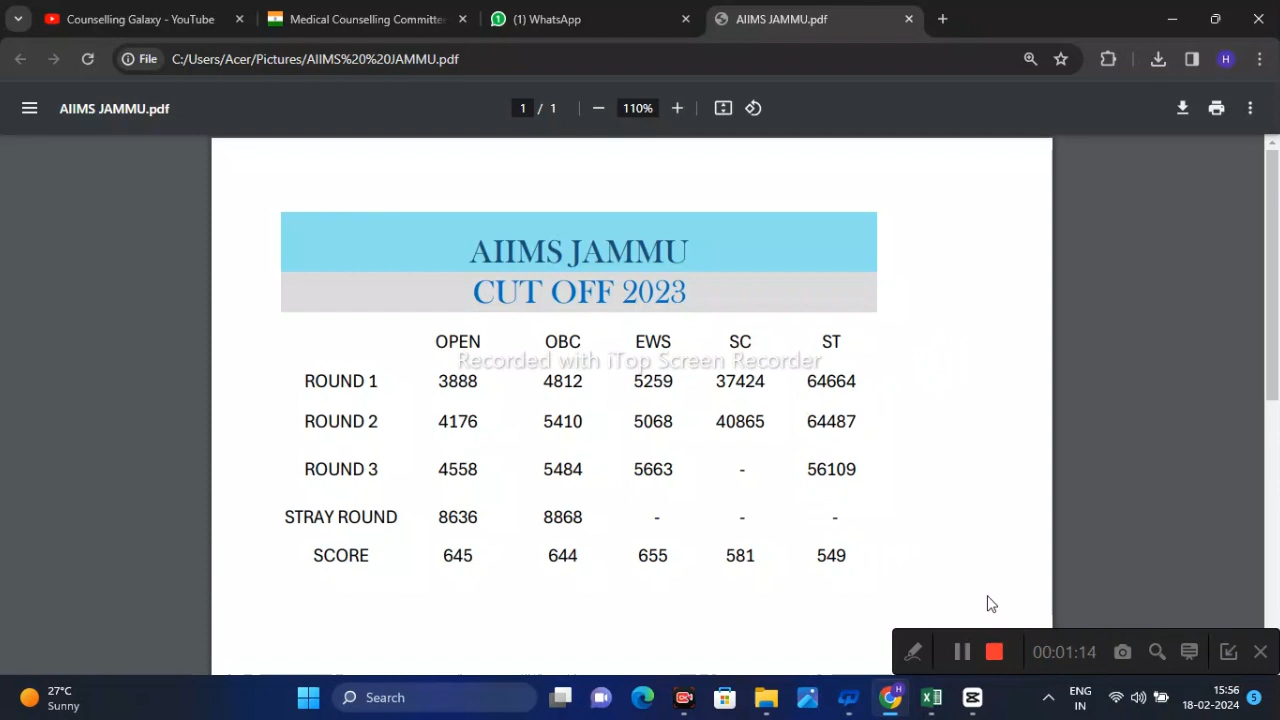 Counselling Galaxy - YouTube
Medical Counselling Committe
(1) WhatsApp
AIIMS JAMMU.pdf
File
C:/Users/Acer/Pictures/AIIMS%20%20JAMMU.pdf
H
AIIMS JAMMU.pdf
1 / 1
110%
AIIMS JAMMU
CUT OFF 2023
OPEN OBC EWS SC ST
Recorded with iTop Screen Recorder
ROUND 1 3888 4812 5259 37424 64664
ROUND 2 4176 5410 5068 40865 64487
ROUND 3 4558 5484 5663 - 56109
STRAY ROUND 8636 8868 - - -
SCORE 645 644 655 581 549
00:01:14
27°C
Sunny
Search
ENG
IN
15:56
18-02-2024
5